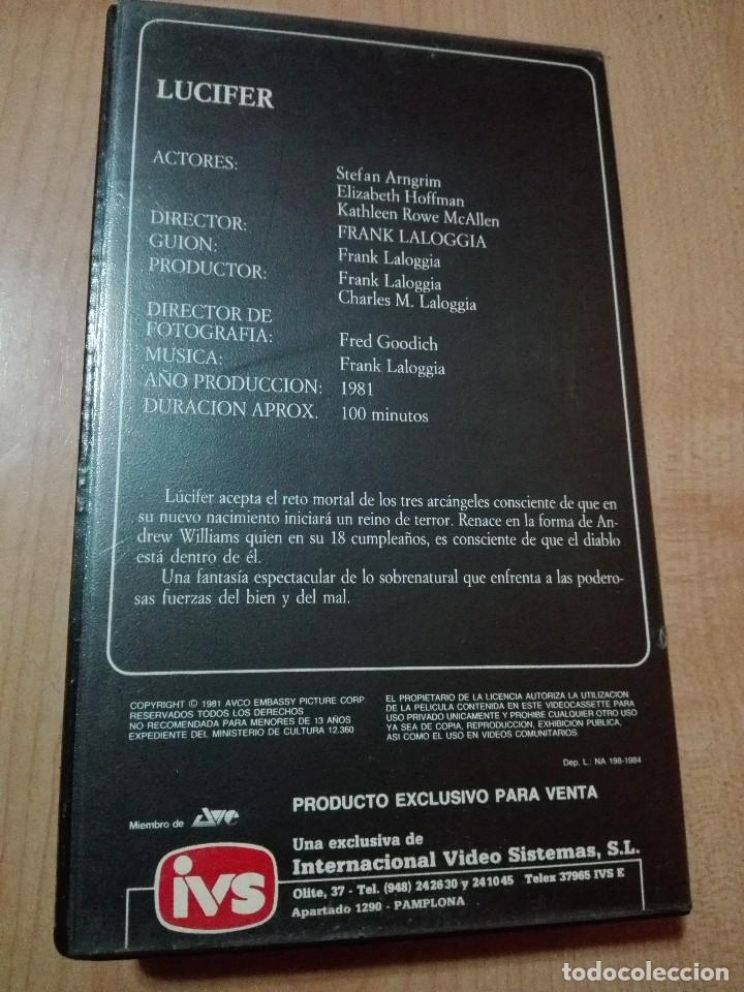 LUCIFER
ACTORES: Stefan Arngrim
Elizabeth Hoffman
Kathleen Rowe McAllen
DIRECTOR: FRANK LALOGGIA
GUION: Frank Laloggia
PRODUCTOR: Frank Laloggia
Charles M. Laloggia
DIRECTOR DE
FOTOGRAFIA: Fred Goodich
MUSICA: Frank Laloggia
AÑO PRODUCCION: 1981
DURACION APROX. 100 minutos
Lúcifer acepta el reto mortal de los tres arcángeles consciente de que en
su nuevo nacimiento iniciará un reino de terror. Renace en la forma de An-
drew Williams quien en su 18 cumpleaños, es consciente de que el diablo
está dentro de él.
Una fantasía espectacular de lo sobrenatural que enfrenta a las podero-
sas fuerzas del bien y del mal.
COPYRIGHT © 1981 AVCO EMBASSY PICTURE CORP
RESERVADOS TODOS LOS DERECHOS
NO RECOMENDADA PARA MENORES DE 13 AÑOS
EXPEDIENTE DEL MINISTERIO DE CULTURA 12.360
EL PROPIETARIO DE LA LICENCIA AUTORIZA LA UTILIZACION
DE LA PELICULA CONTENIDA EN ESTE VIDEOCASSETTE PARA
USO PRIVADO UNICAMENTE Y PROHIBE CUALQUIER OTRO USO
YA SEA DE COPIA, REPRODUCCION, EXHIBICION PUBLICA,
ASI COMO EL USO EN VIDEOS COMUNITARIOS.
Dep. L.: NA 198-1984
PRODUCTO EXCLUSIVO PARA VENTA
Miembro de AVE
ivs
Una exclusiva de
Internacional Video Sistemas, S.L.
Olite, 37 - Tel. (948) 242630 y 241045 Telex 37965 IVS E
Apartado 1290 - PAMPLONA
todocoleccion